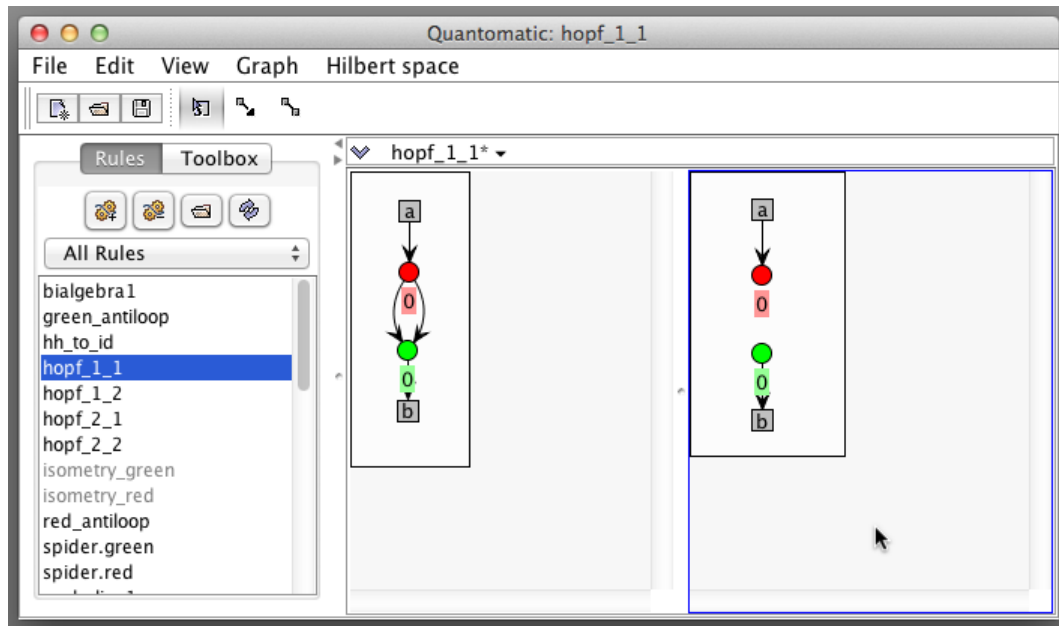 Quantomatic: hopf_1_1
File Edit View Graph Hilbert space
Rules Toolbox
hopf_1_1*
All Rules
bialgebra1
green_antiloop
hh_to_id
hopf_1_1
hopf_1_2
hopf_2_1
hopf_2_2
isometry_green
isometry_red
red_antiloop
spider.green
spider.red
a
0
0
b
a
0
0
b